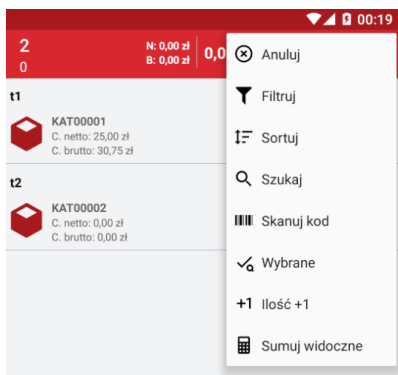 00:19
2
0
N: 0,00 zł
B: 0,00 zł
0,0
t1
KAT00001
C. netto: 25,00 zł
C. brutto: 30,75 zł
t2
KAT00002
C. netto: 0,00 zł
C. brutto: 0,00 zł
Anuluj
Filtruj
Sortuj
Szukaj
Skanuj kod
Wybrane
+1 Ilość +1
Sumuj widoczne